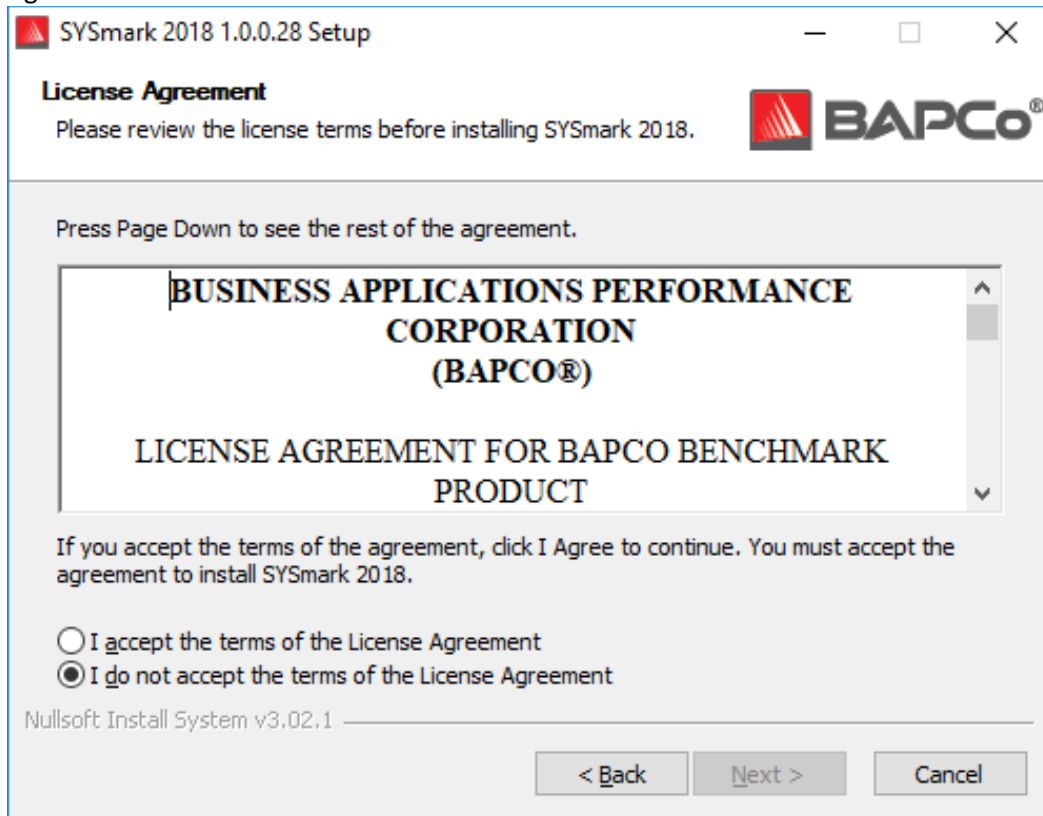 SYSmark 2018 1.0.0.28 Setup
License Agreement
Please review the license terms before installing SYSmark 2018.
BAPCo®
Press Page Down to see the rest of the agreement.
BUSINESS APPLICATIONS PERFORMANCE
CORPORATION
(BAPCO®)
LICENSE AGREEMENT FOR BAPCO BENCHMARK
PRODUCT
If you accept the terms of the agreement, click I Agree to continue. You must accept the
agreement to install SYSmark 2018.
I accept the terms of the License Agreement
I do not accept the terms of the License Agreement
Nullsoft Install System v3.02.1
< Back
Next >
Cancel